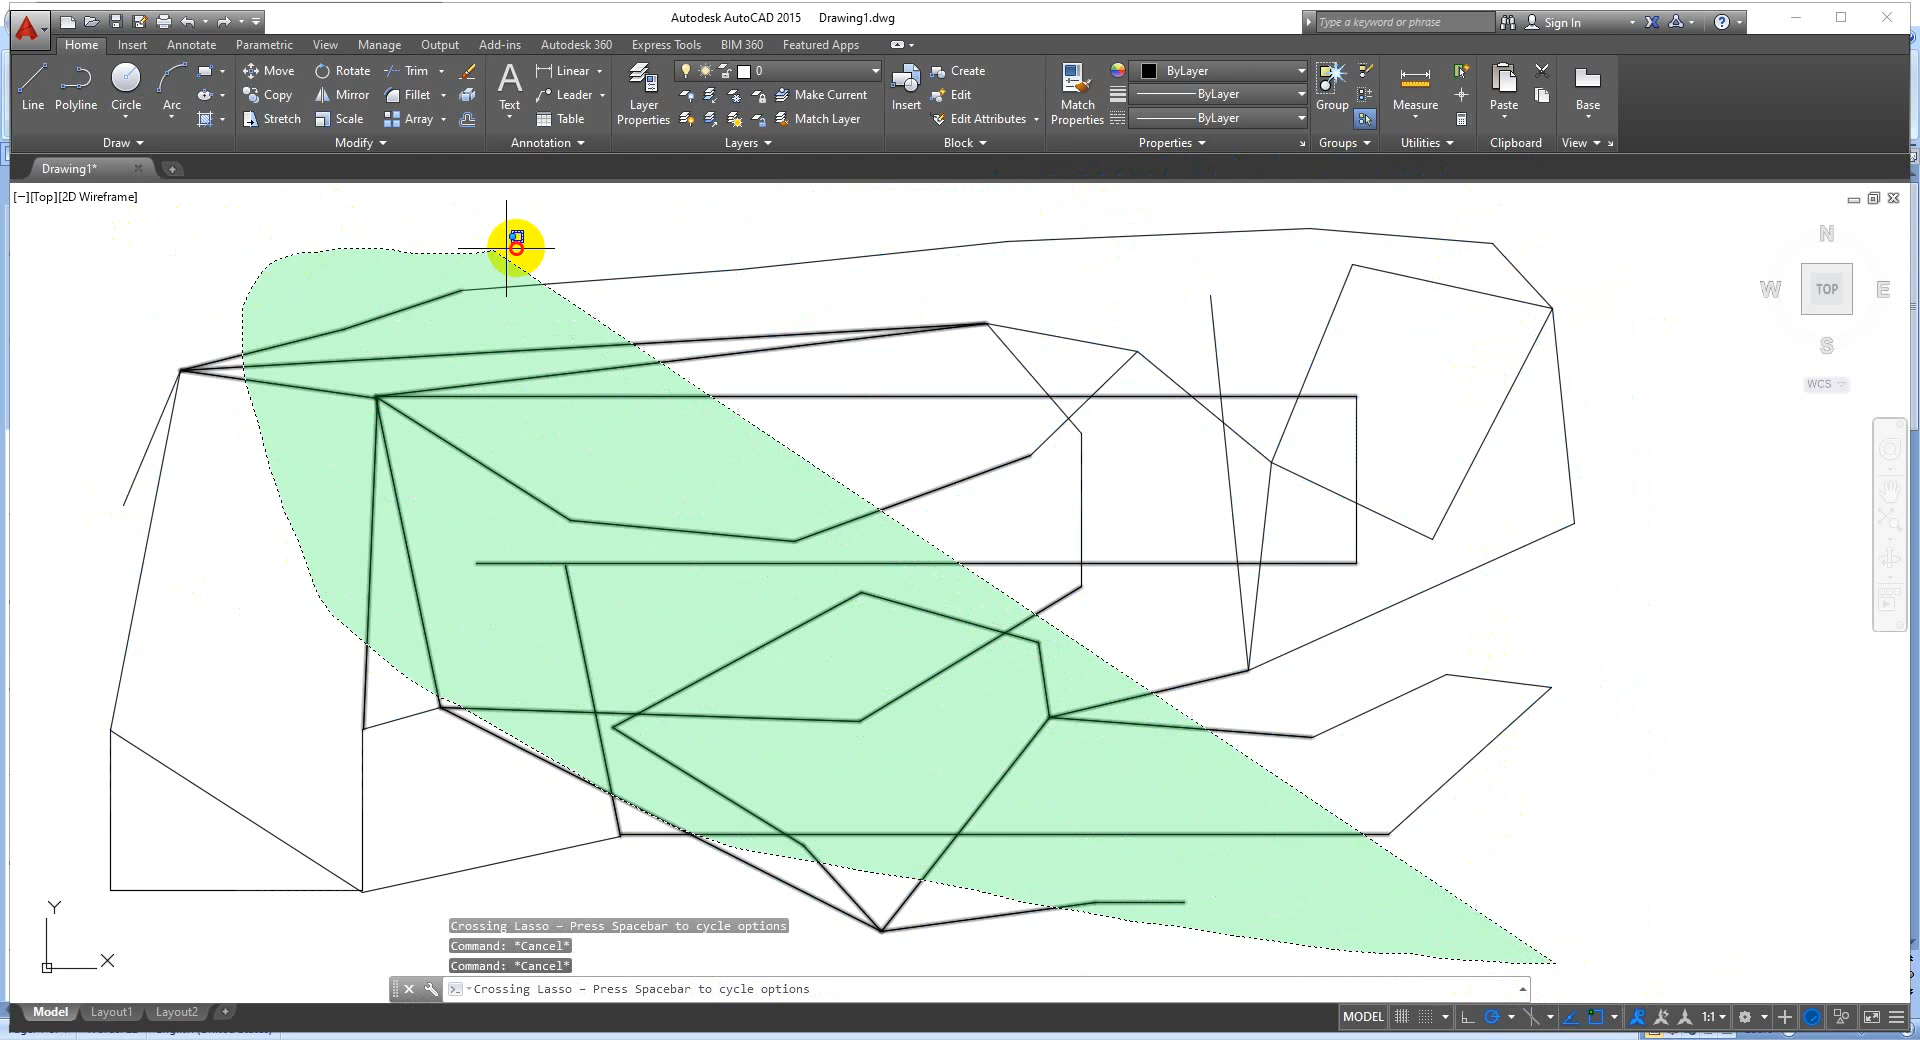 Autodesk AutoCAD 2015 Drawing1.dwg
Type a keyword or phrase
Sign In
Home Insert Annotate Parametric View Manage Output Add-ins Autodesk 360 Express Tools BIM 360 Featured Apps
Line Polyline Circle Arc
Move Rotate Trim
Copy Mirror Fillet
Stretch Scale Array
Text
Linear
Leader
Table
Layer Properties
0
Make Current
Match Layer
Insert
Create
Edit
Edit Attributes
Match Properties
ByLayer
ByLayer
ByLayer
Group
Measure
Paste
Base
Draw Modify Annotation Layers Block Properties Groups Utilities Clipboard View
Drawing1*
[−][Top][2D Wireframe]
N
W TOP E
S
WCS
Y
X
Crossing Lasso – Press Spacebar to cycle options
Command: *Cancel*
Command: *Cancel*
Crossing Lasso – Press Spacebar to cycle options
Model Layout1 Layout2
MODEL 1:1